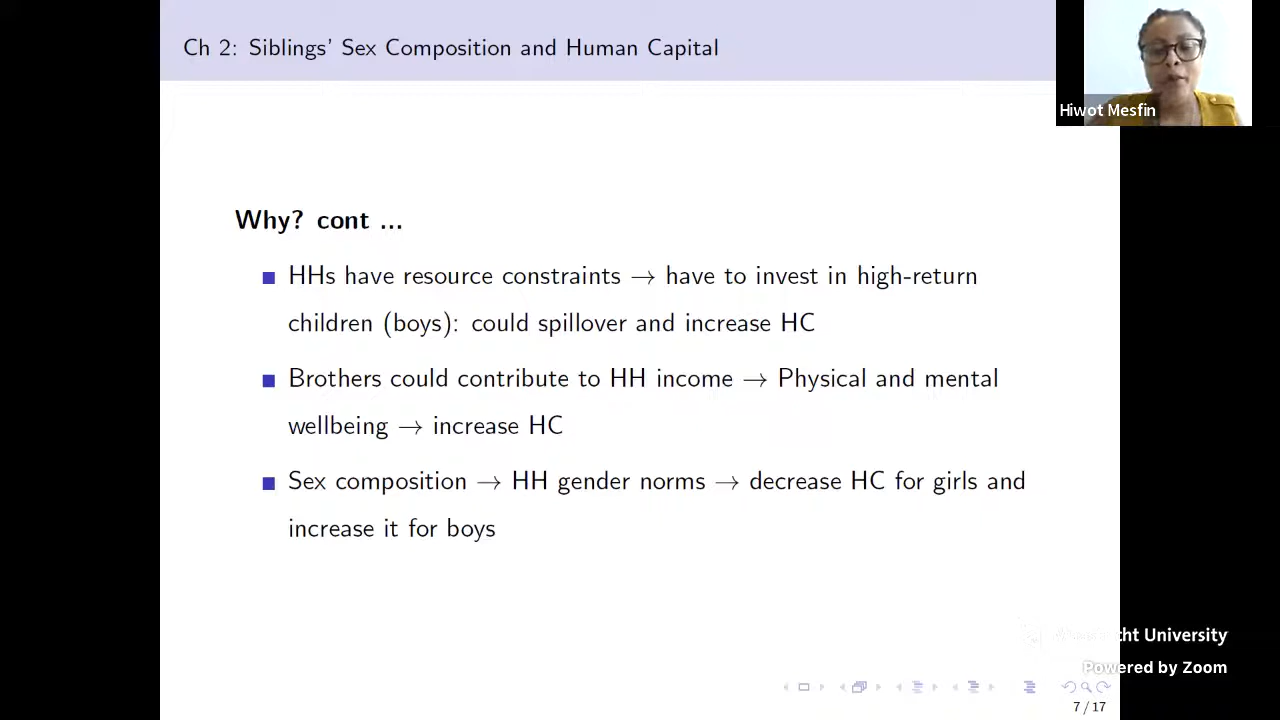 Ch 2: Siblings' Sex Composition and Human Capital
Hiwot Mesfin
Why? cont ...
HHs have resource constraints → have to invest in high-return
children (boys): could spillover and increase HC
Brothers could contribute to HH income → Physical and mental
wellbeing → increase HC
Sex composition → HH gender norms → decrease HC for girls and
increase it for boys
University
Powered by Zoom
7 / 17